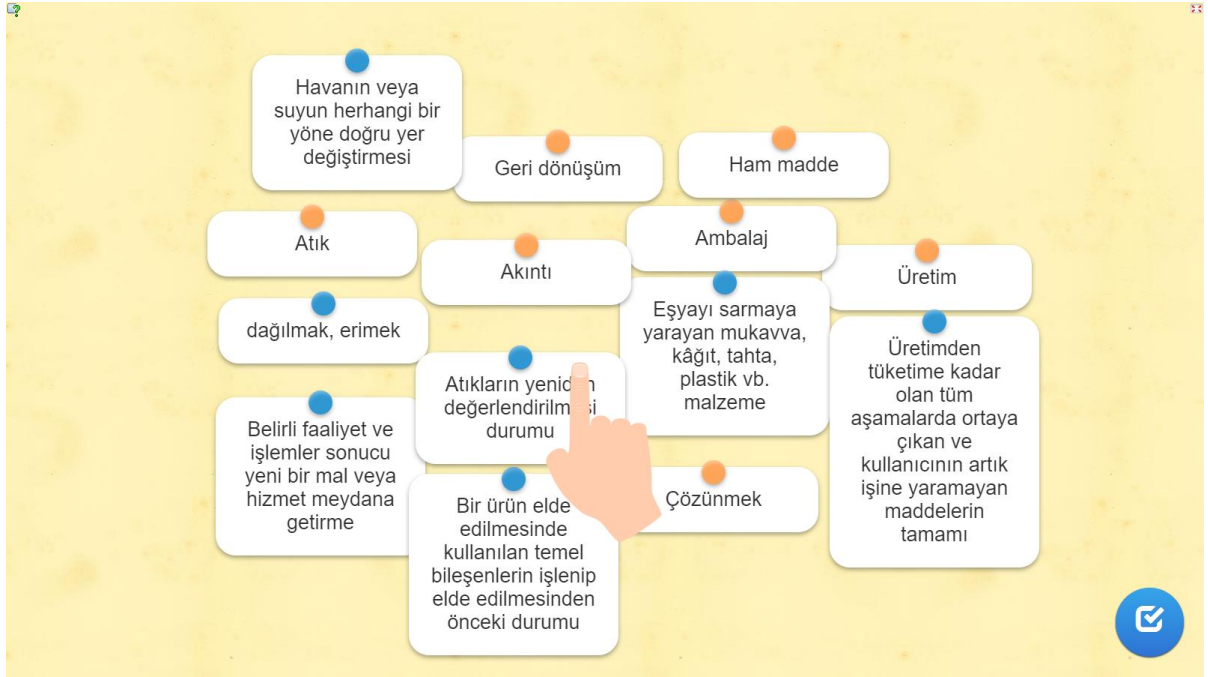 Havanın veya
suyun herhangi bir
yöne doğru yer
değiştirmesi
Geri dönüşüm
Ham madde
Atık
Akıntı
Ambalaj
Üretim
dağılmak, erimek
Atıkların yeniden
değerlendirilmesi
durumu
Eşyayı sarmaya
yarayan mukavva,
kâğıt, tahta,
plastik vb.
malzeme
Üretimden
tüketime kadar
olan tüm
aşamalarda ortaya
çıkan ve
kullanıcının artık
işine yaramayan
maddelerin
tamamı
Belirli faaliyet ve
işlemler sonucu
yeni bir mal veya
hizmet meydana
getirme
Bir ürün elde
edilmesinde
kullanılan temel
bileşenlerin işlenip
elde edilmesinden
önceki durumu
Çözünmek